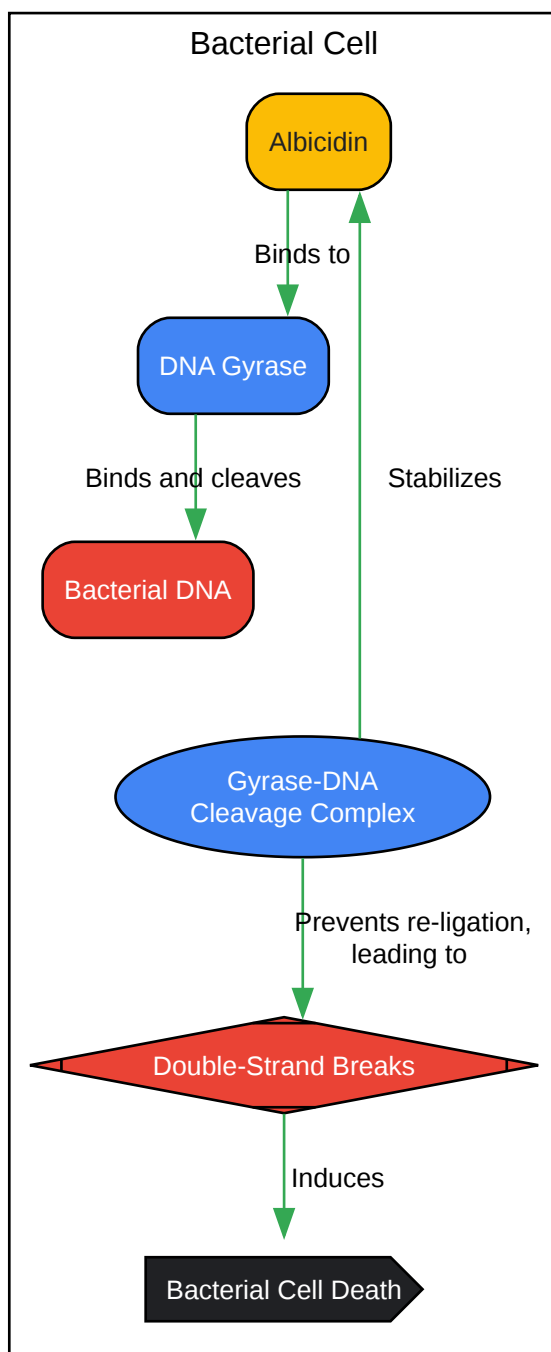 Bacterial Cell
Albicidin
Binds to
DNA Gyrase
Binds and cleaves
Stabilizes
Bacterial DNA
Gyrase-DNA
Cleavage Complex
Prevents re-ligation,
leading to
Double-Strand Breaks
Induces
Bacterial Cell Death